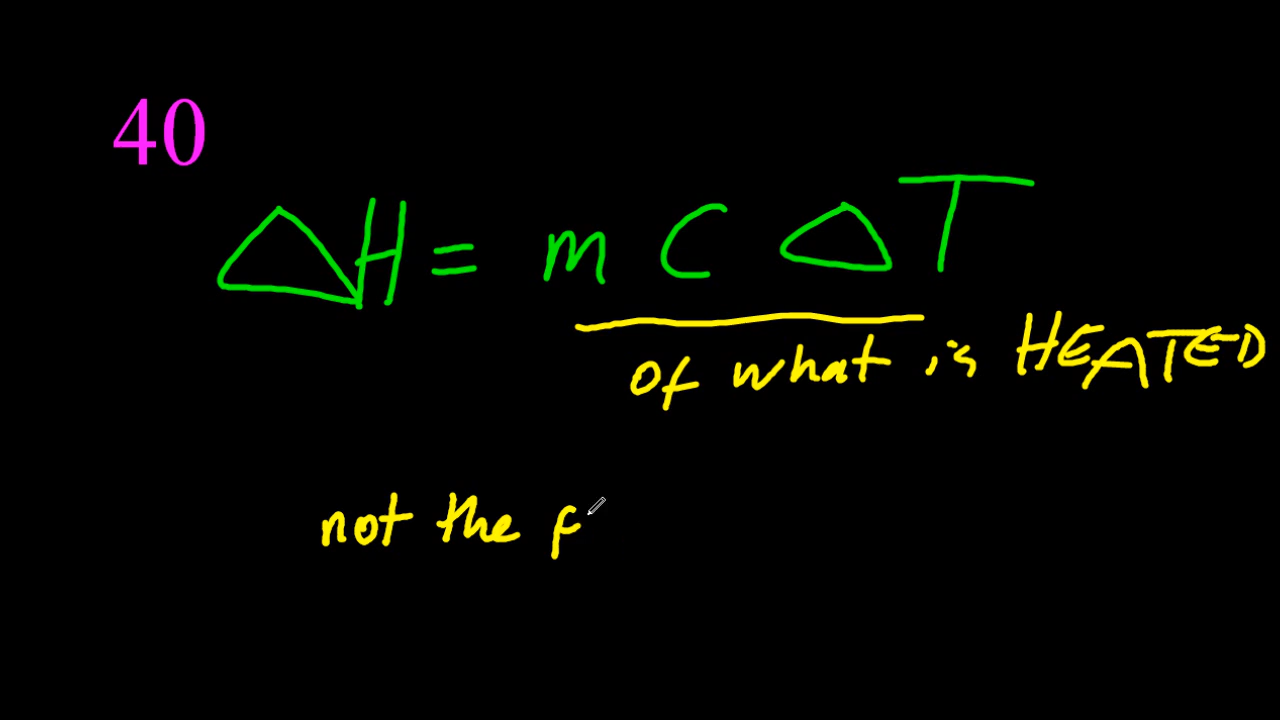 40
ΔH = m C ΔT
of what is HEATED
not the f